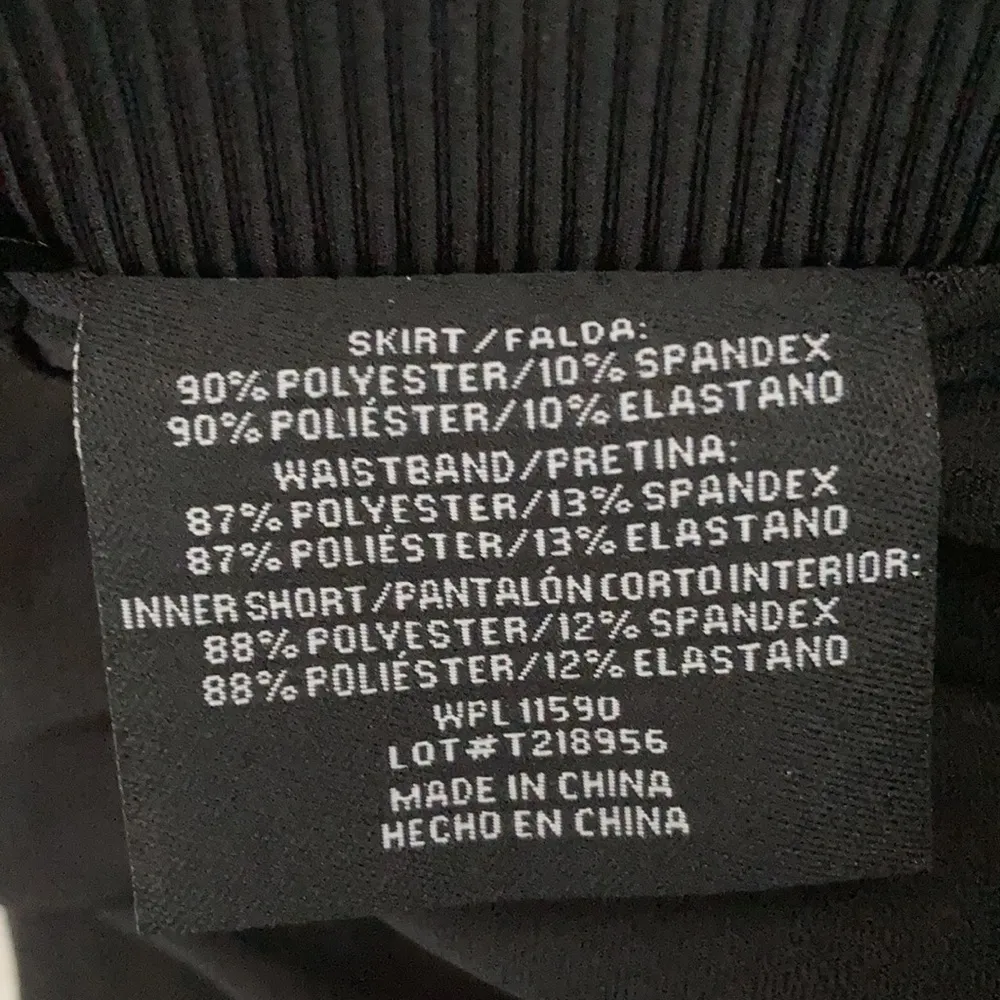 SKIRT/FALDA:
90% POLYESTER/10% SPANDEX
90% POLIÉSTER/10% ELASTANO
WAISTBAND/PRETINA:
87% POLYESTER/13% SPANDEX
87% POLIÉSTER/13% ELASTANO
INNER SHORT/PANTALÓN CORTO INTERIOR:
88% POLYESTER/12% SPANDEX
88% POLIÉSTER/12% ELASTANO
WPL 11590
LOT#T218956
MADE IN CHINA
HECHO EN CHINA